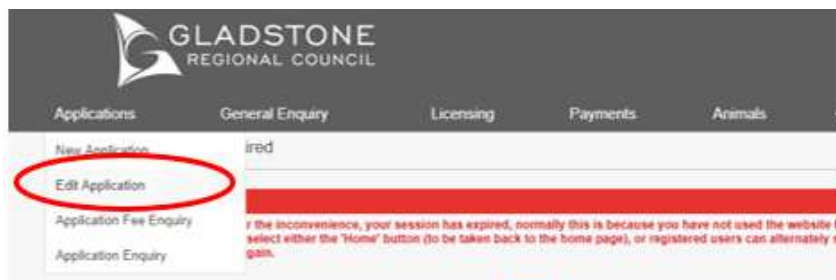 GLADSTONE
REGIONAL COUNCIL
Applications General Enquiry Licensing Payments Animals
New Application ired
Edit Application
Application Fee Enquiry
r the inconvenience, your session has expired, normally this is because you have not used the website
select either the 'Home' button (to be taken back to the home page), or registered users can alternately
Application Enquiry gain.